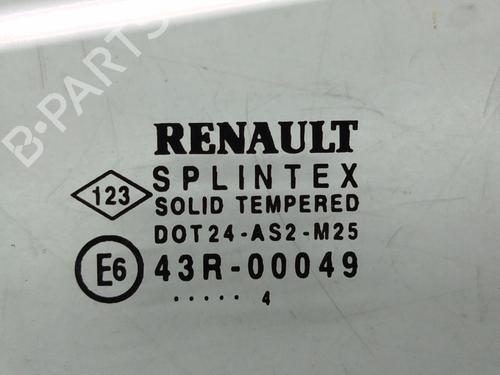 B-PARTS
RENAULT
123 SPLINTEX
SOLID TEMPERED
DOT24-AS2-M25
E6 43R-00049
..... 4